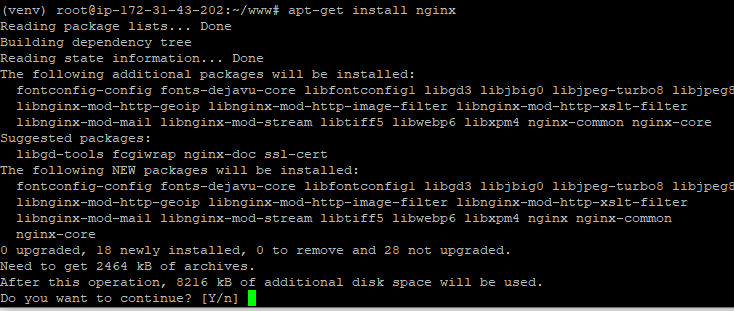 (venv) root@ip-172-31-43-202:~/www# apt-get install nginx
Reading package lists... Done
Building dependency tree
Reading state information... Done
The following additional packages will be installed:
  fontconfig-config fonts-dejavu-core libfontconfig1 libgd3 libjbig0 libjpeg-turbo8 libjpeg8
  libnginx-mod-http-geoip libnginx-mod-http-image-filter libnginx-mod-http-xslt-filter
  libnginx-mod-mail libnginx-mod-stream libtiff5 libwebp6 libxpm4 nginx-common nginx-core
Suggested packages:
  libgd-tools fcgiwrap nginx-doc ssl-cert
The following NEW packages will be installed:
  fontconfig-config fonts-dejavu-core libfontconfig1 libgd3 libjbig0 libjpeg-turbo8 libjpeg8
  libnginx-mod-http-geoip libnginx-mod-http-image-filter libnginx-mod-http-xslt-filter
  libnginx-mod-mail libnginx-mod-stream libtiff5 libwebp6 libxpm4 nginx nginx-common
  nginx-core
0 upgraded, 18 newly installed, 0 to remove and 28 not upgraded.
Need to get 2464 kB of archives.
After this operation, 8216 kB of additional disk space will be used.
Do you want to continue? [Y/n]